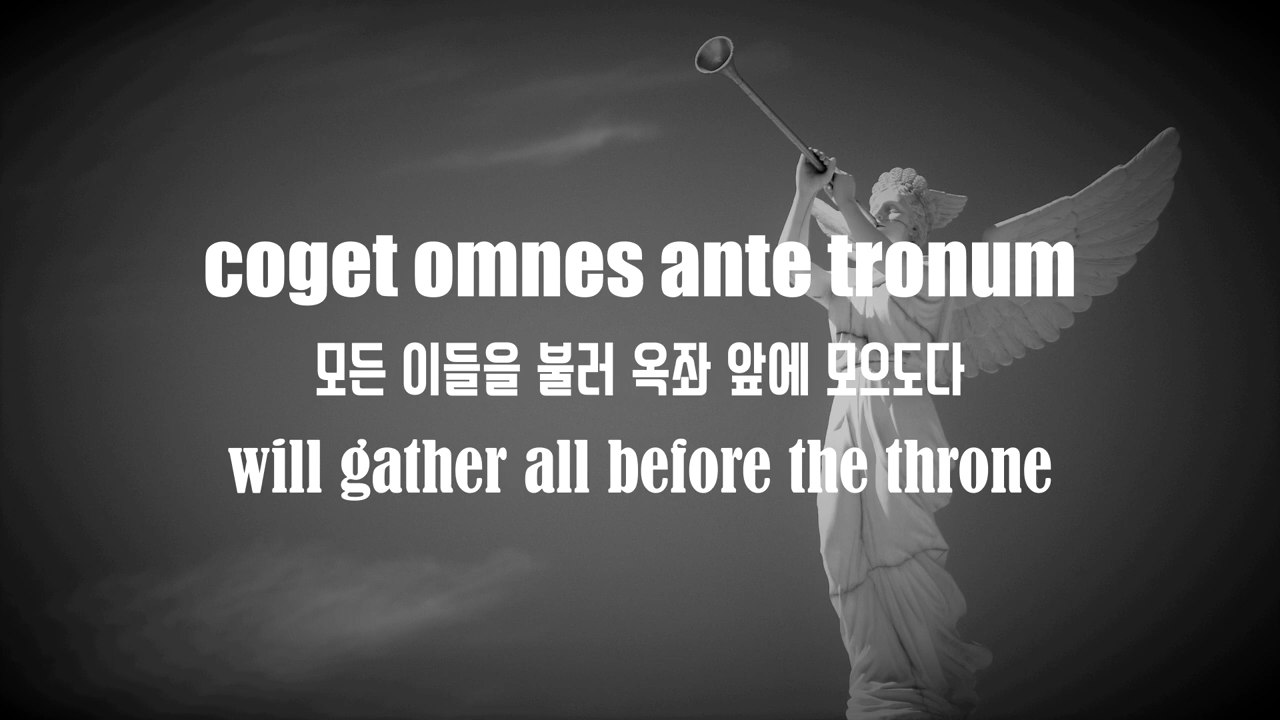 coget omnes ante tronum
모든 이들을 불러 옥좌 앞에 모으도다
will gather all before the throne